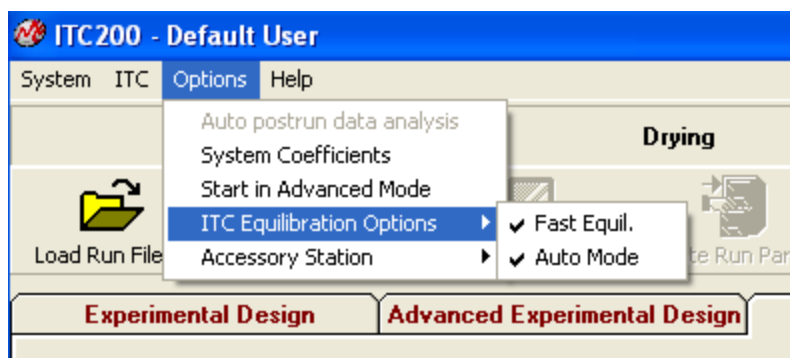 ITC200 - Default User
System ITC Options Help
Auto postrun data analysis
System Coefficients
Start in Advanced Mode
ITC Equilibration Options
Accessory Station
Fast Equil.
Auto Mode
Drying
Load Run File
Run Par
Experimental Design
Advanced Experimental Design